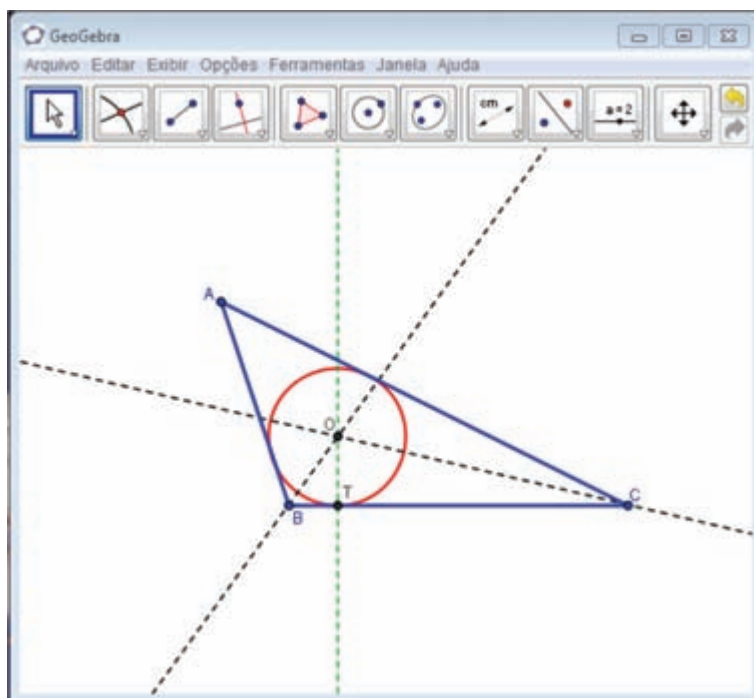 GeoGebra
Arquivo Editar Exibir Opções Ferramentas Janela Ajuda
cm
a=2
A
O
T
B
C